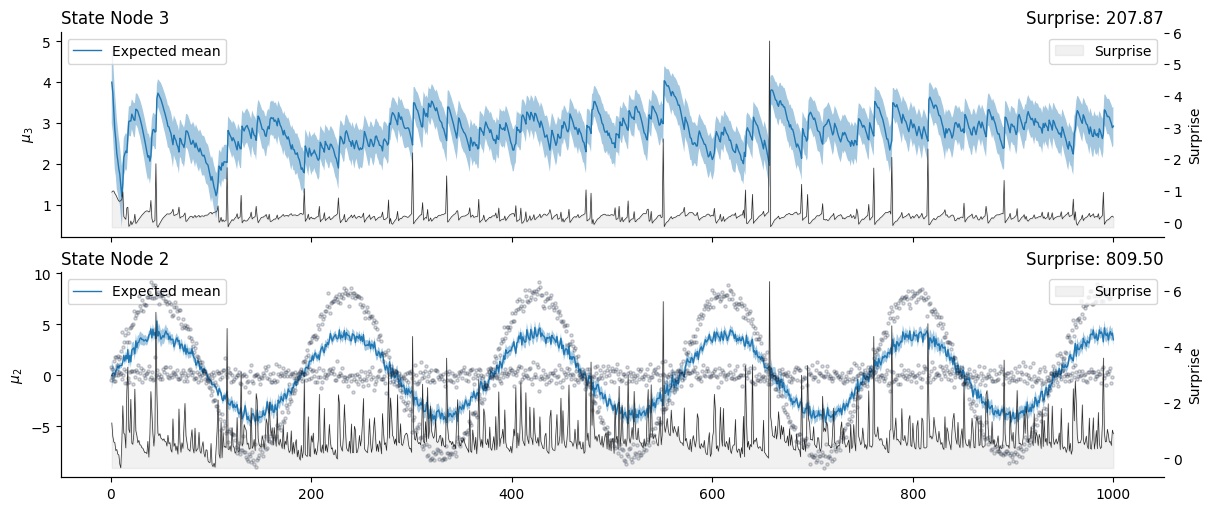 State Node 3
Surprise: 207.87
Expected mean
Surprise
5
4
3
2
1
μ3
6
5
4
3
2
1
0
Surprise
State Node 2
Surprise: 809.50
Expected mean
Surprise
10
5
0
−5
μ2
6
4
2
0
Surprise
0
200
400
600
800
1000